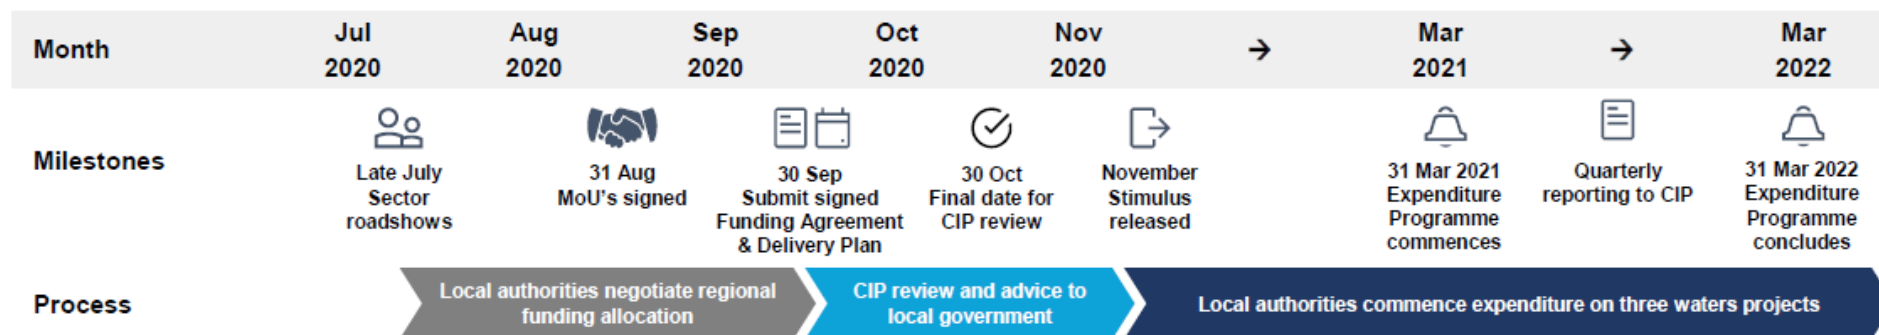 Month
Jul
2020
Aug
2020
Sep
2020
Oct
2020
Nov
2020
→
Mar
2021
→
Mar
2022
Milestones
Late July
Sector
roadshows
31 Aug
MoU's signed
30 Sep
Submit signed
Funding Agreement
& Delivery Plan
30 Oct
Final date for
CIP review
November
Stimulus
released
31 Mar 2021
Expenditure
Programme
commences
Quarterly
reporting to CIP
31 Mar 2022
Expenditure
Programme
concludes
Process
Local authorities negotiate regional
funding allocation
CIP review and advice to
local government
Local authorities commence expenditure on three waters projects